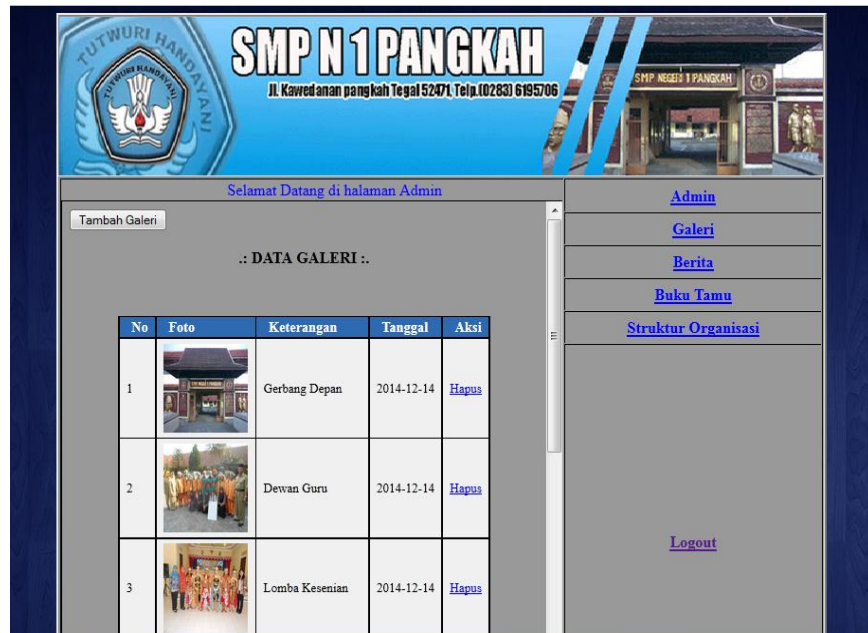 TUTWURI HANDAYANI
TUTWURI HANDAYANI
SMP N 1 PANGKAH
Jl. Kawedanan pangkah Tegal 52471, Telp.(0283) 6195706
SMP NEGERI 1 PANGKAH
Selamat Datang di halaman Admin
Tambah Galeri
.: DATA GALERI :.
No Foto Keterangan Tanggal Aksi
1 Gerbang Depan 2014-12-14 Hapus
2 Dewan Guru 2014-12-14 Hapus
3 Lomba Kesenian 2014-12-14 Hapus
Admin
Galeri
Berita
Buku Tamu
Struktur Organisasi
Logout